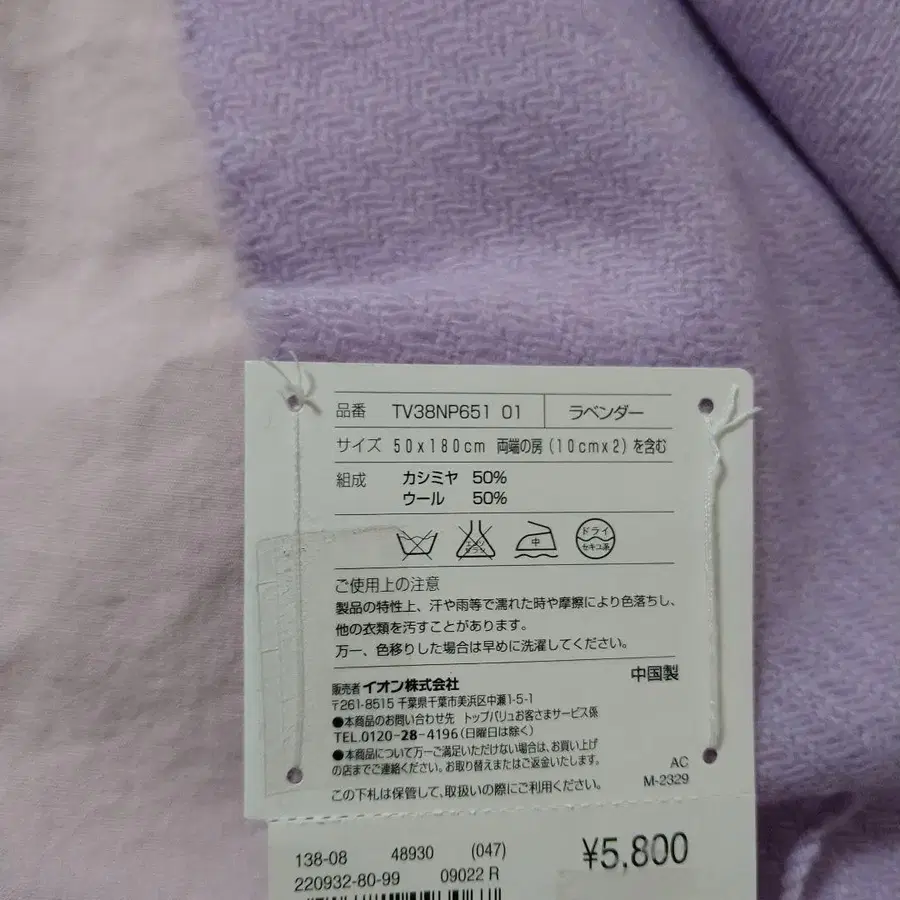 品番 TV38NP651 01 ラベンダー
サイズ 50x180cm 両端の房(10cmx2)を含む
組成 カシミヤ 50%
ウール 50%
エンソサラシ 中 ドライ セキユ系
ご使用上の注意
製品の特性上、汗や雨等で濡れた時や摩擦により色落ちし、
他の衣類を汚すことがあります。
万一、色移りした場合は早めに洗濯してください。
中国製
販売者 イオン株式会社
〒261-8515 千葉県千葉市美浜区中瀬1-5-1
●本商品のお問い合わせ先 トップバリュお客さまサービス係
TEL.0120-28-4196(日曜日は除く)
●本商品について万一ご満足いただけない場合は、お買い上げ
の店までご連絡ください。お取り替えまたはご返金いたします。
AC
この下札は保管して、取扱いの際にご利用ください。
M-2329
138-08 48930 (047)
¥5,800
220932-80-99 09022 R